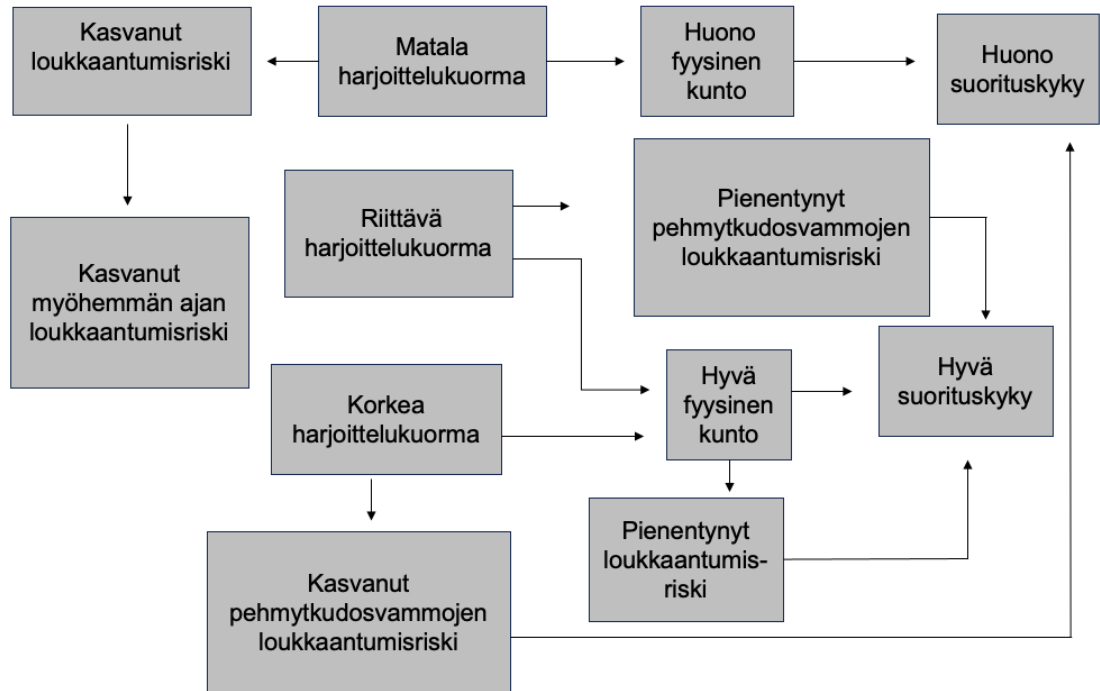 Kasvanut
loukkaantumisriski
Matala
harjoittelukuorma
Huono
fyysinen
kunto
Huono
suorituskyky
Riittävä
harjoittelukuorma
Pienentynyt
pehmytkudosvammojen
loukkaantumisriski
Kasvanut
myöhemmän ajan
loukkaantumisriski
Korkea
harjoittelukuorma
Hyvä
fyysinen
kunto
Hyvä
suorituskyky
Pienentynyt
loukkaantumis-
riski
Kasvanut
pehmytkudosvammojen
loukkaantumisriski